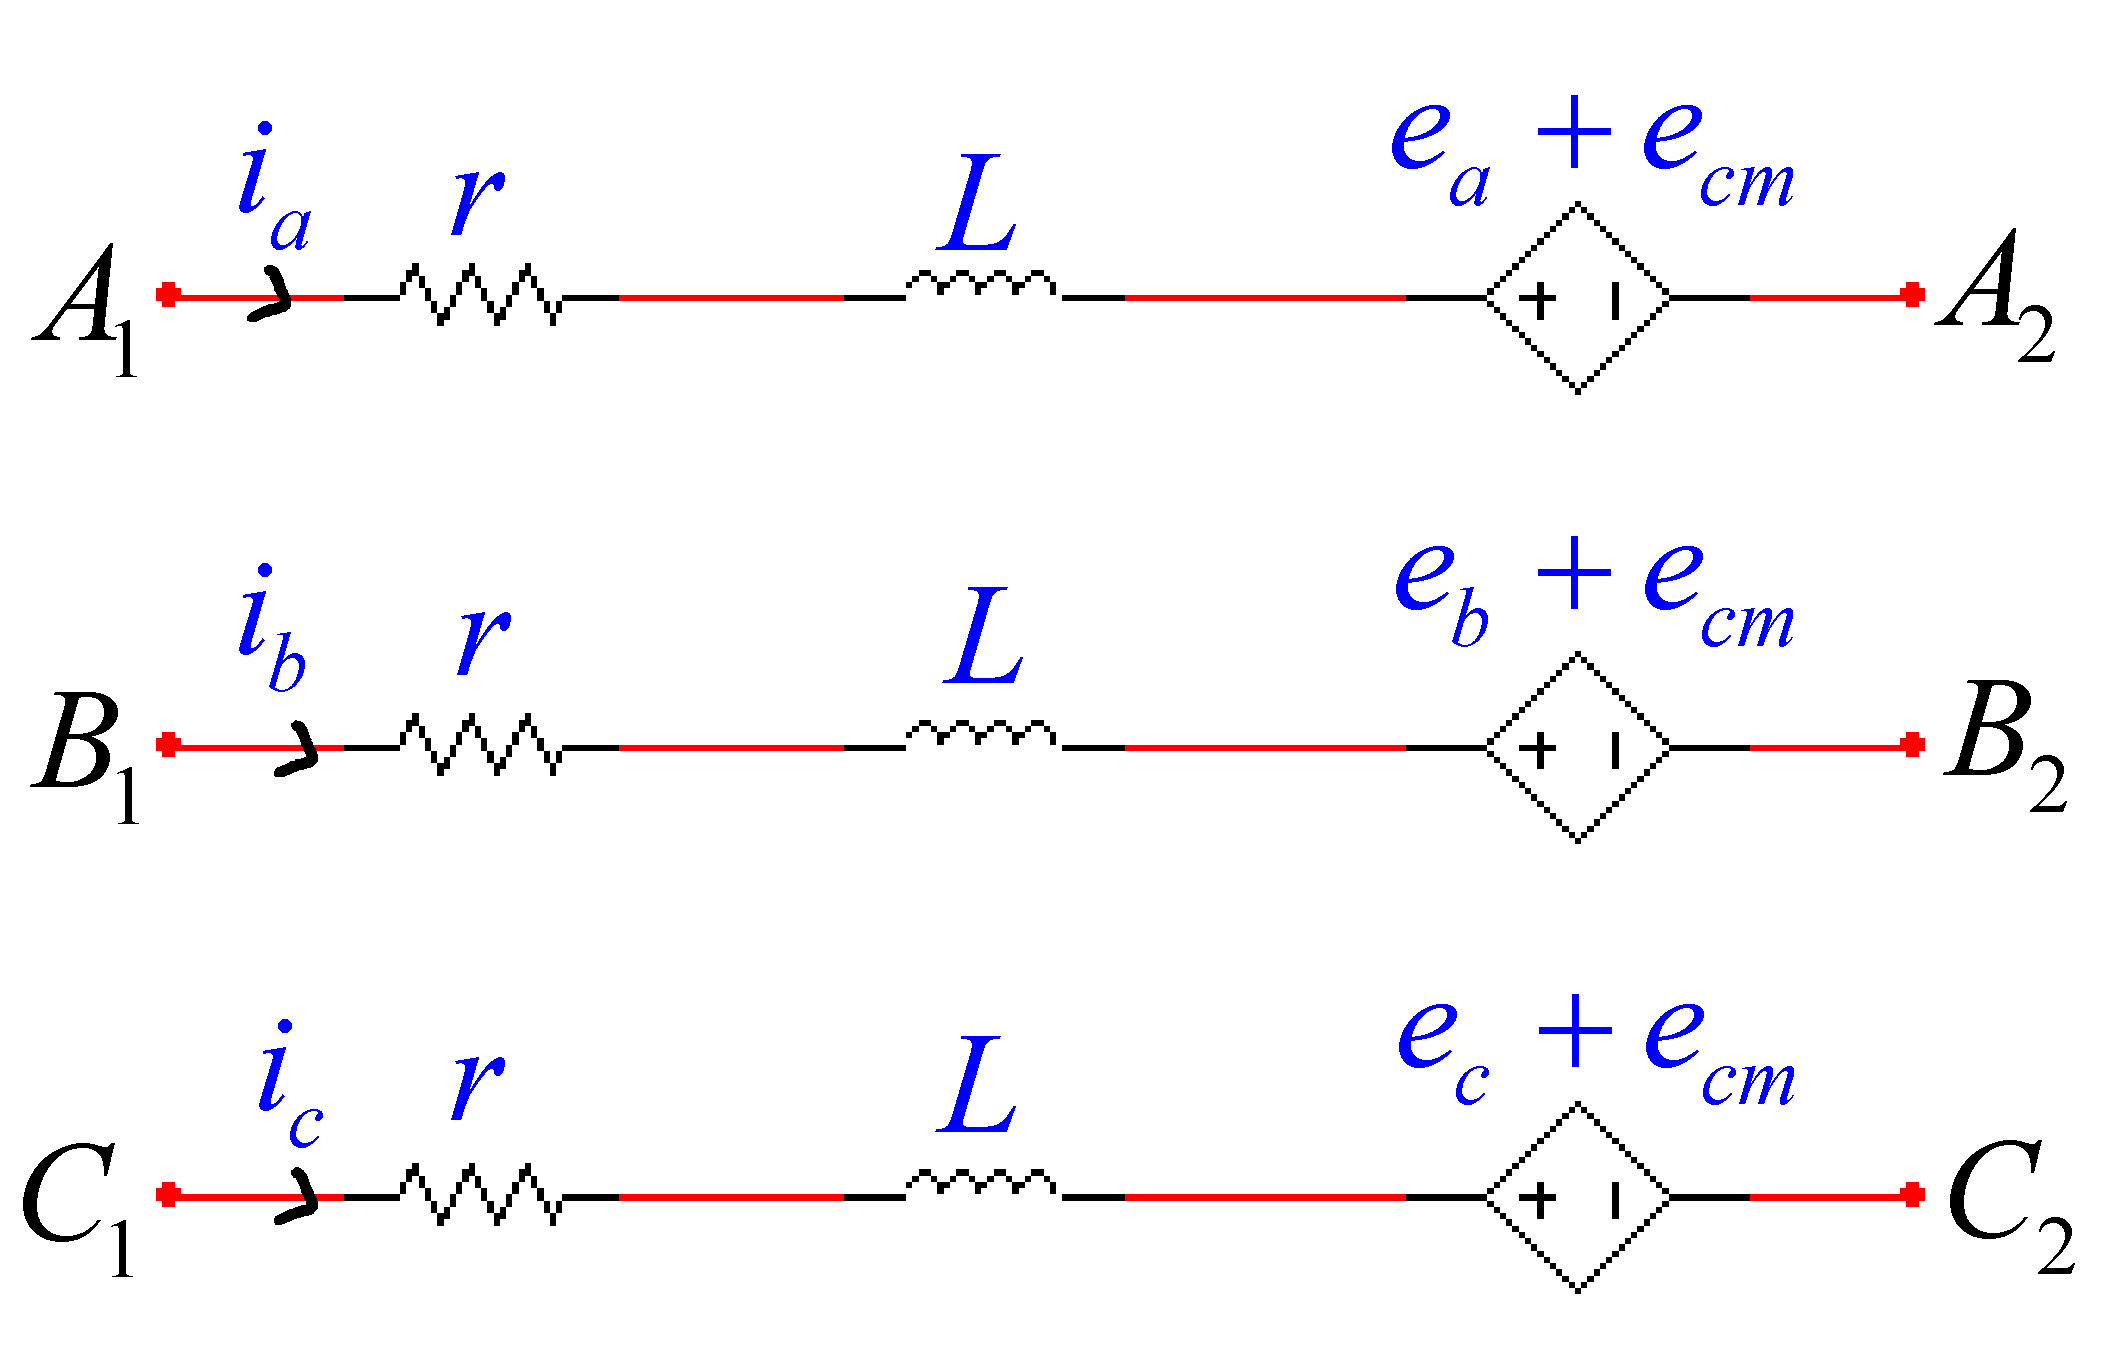 i_a r L e_a + e_cm
A_1 + - A_2
i_b r L e_b + e_cm
B_1 + - B_2
i_c r L e_c + e_cm
C_1 + - C_2